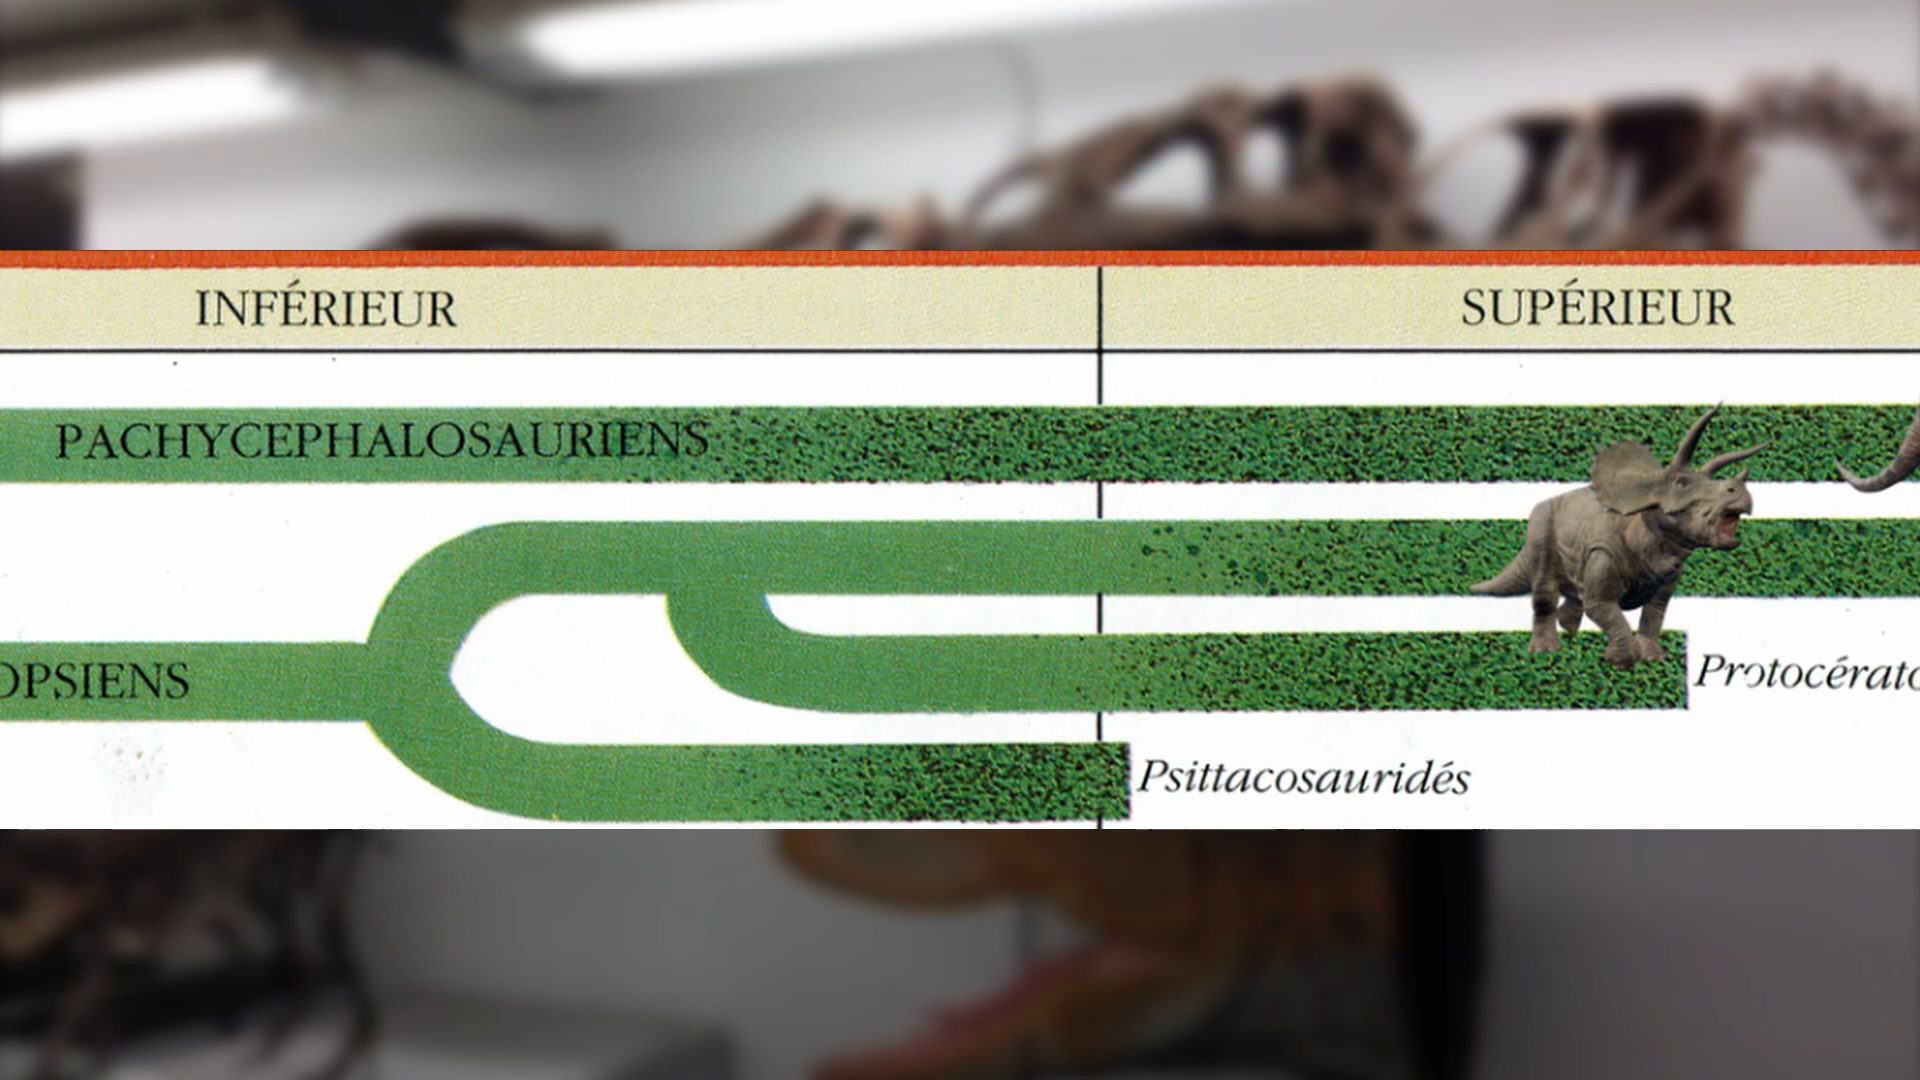 INFÉRIEUR SUPÉRIEUR
PACHYCEPHALOSAURIENS
OPSIENS
Protocérato
Psittacosauridés